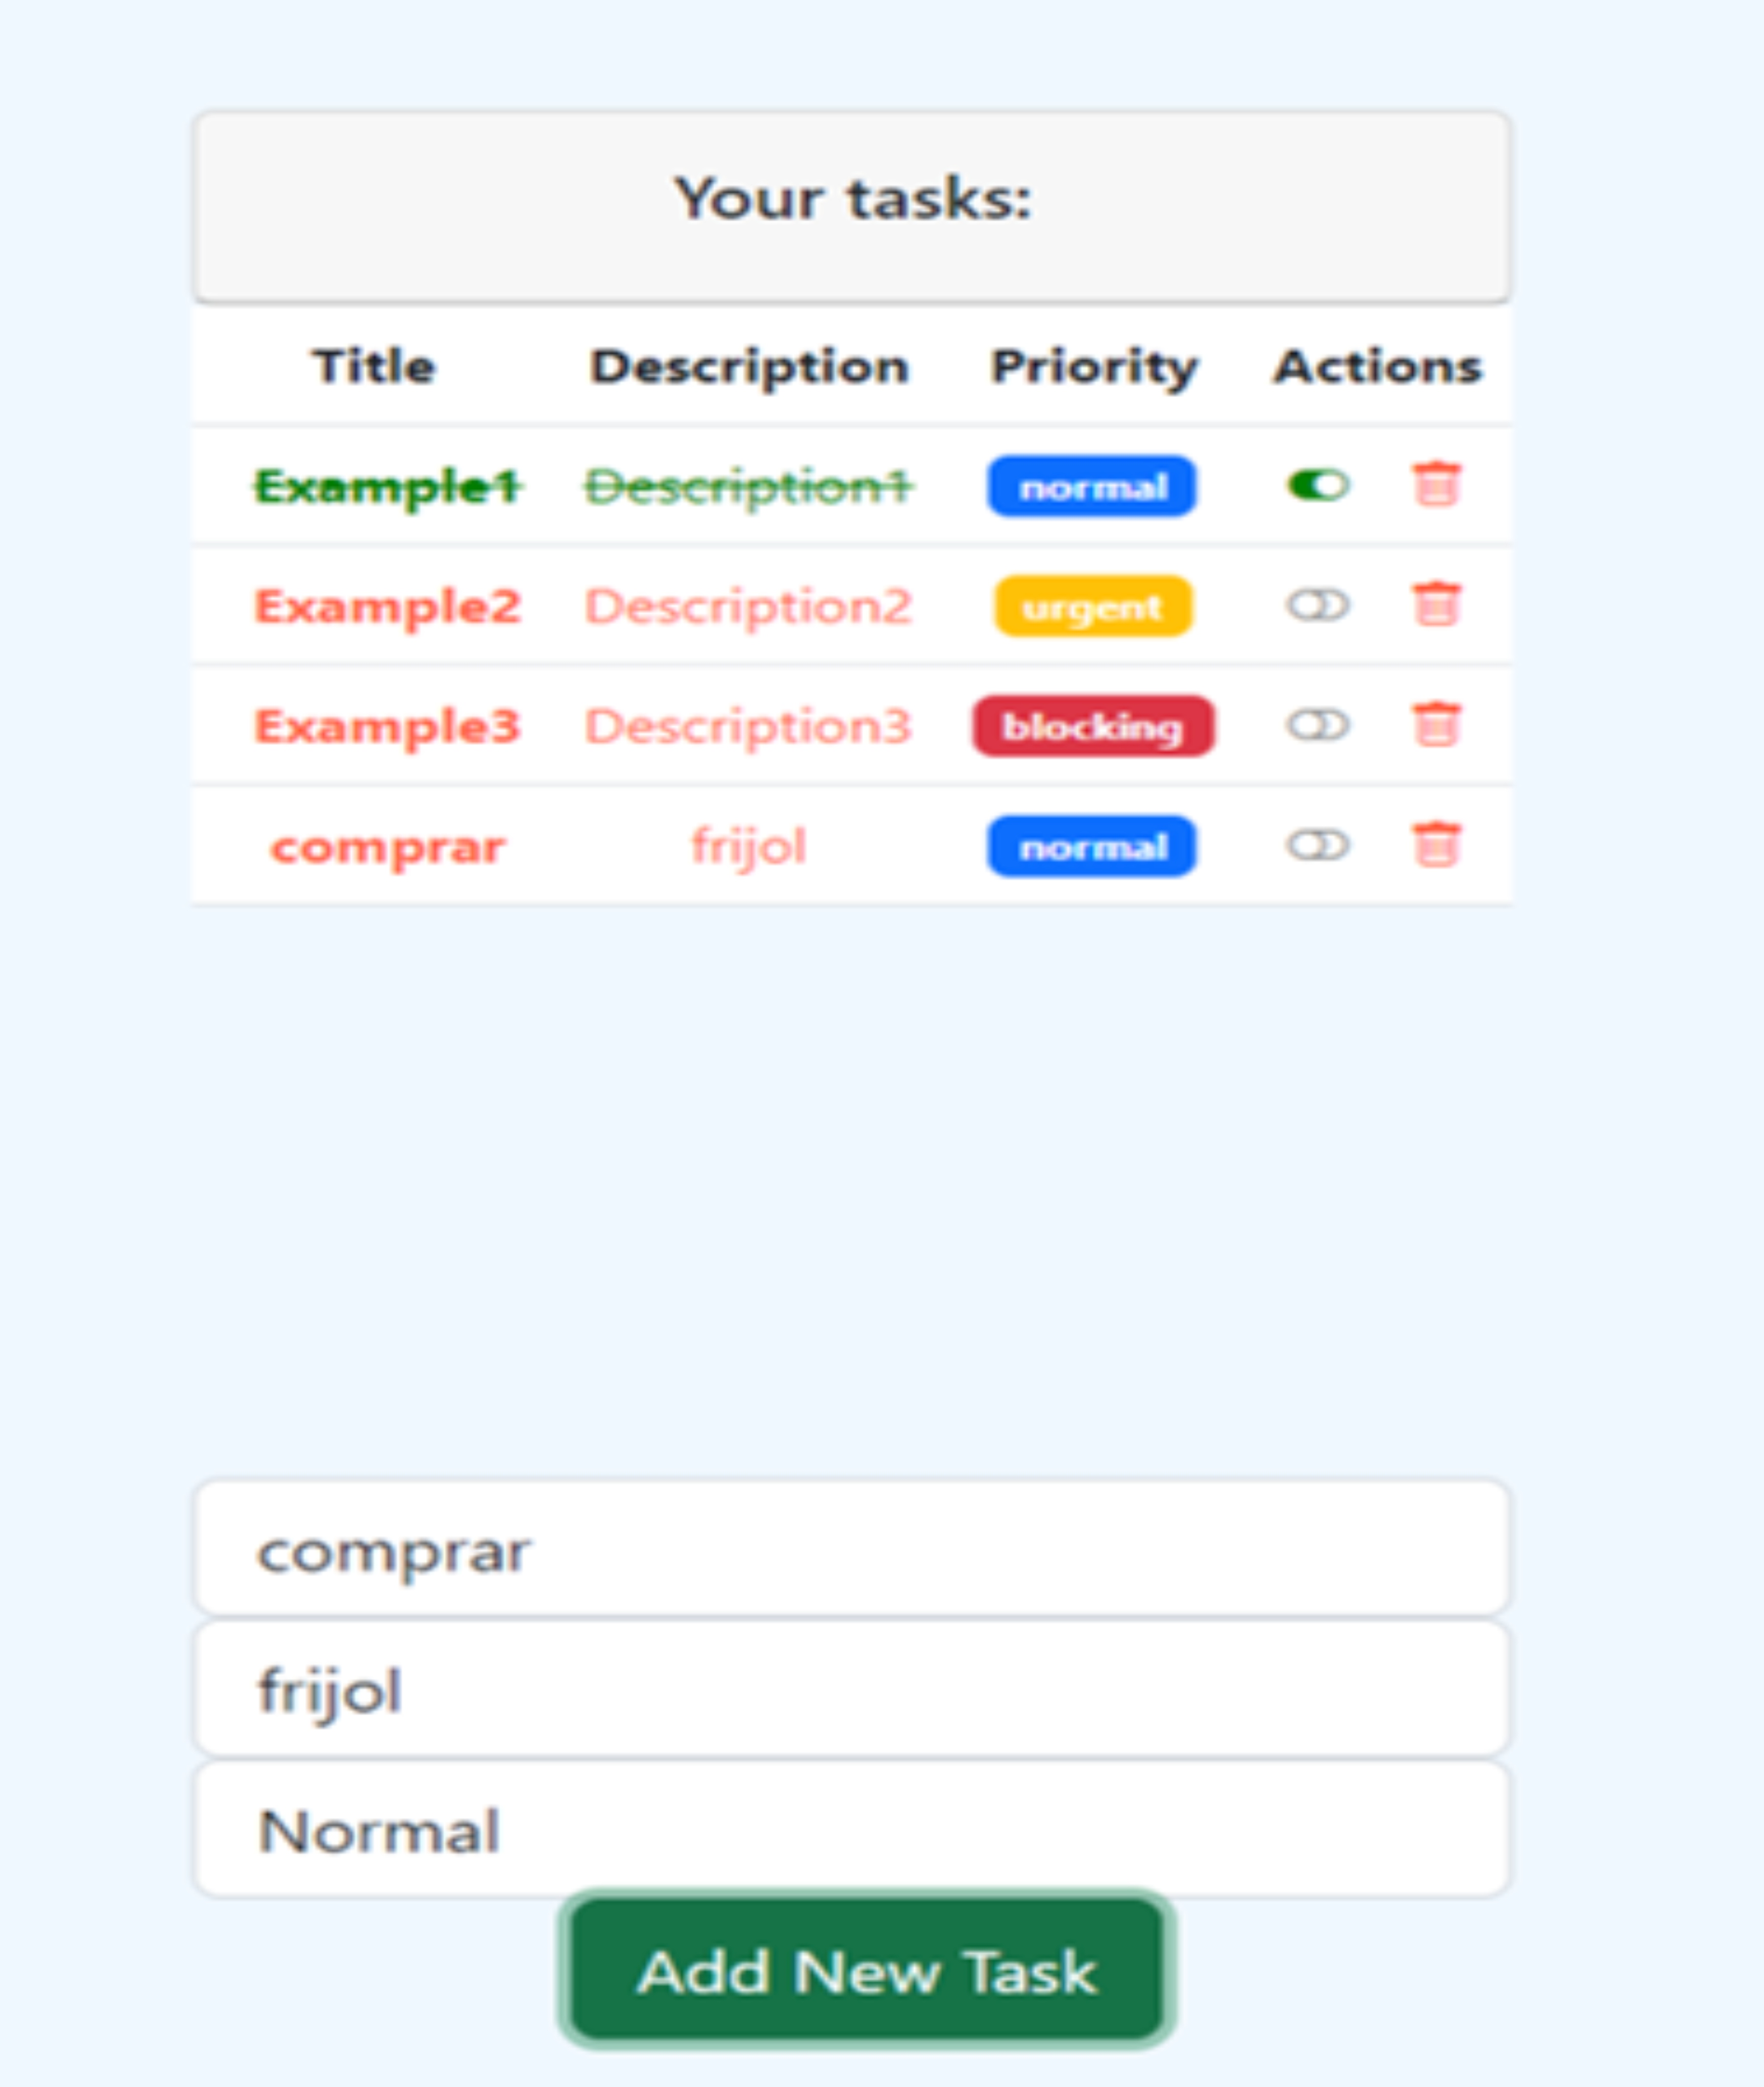 Your tasks:
Title Description Priority Actions
Example1 Description1 normal
Example2 Description2 urgent
Example3 Description3 blocking
comprar frijol normal
comprar
frijol
Normal
Add New Task